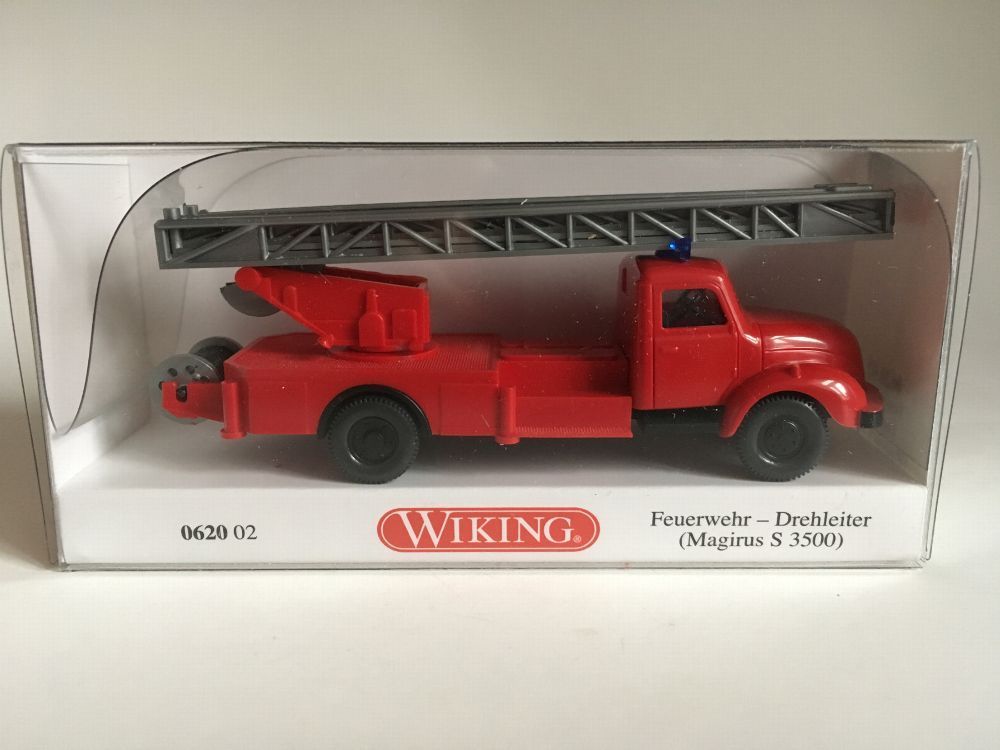 0620 02
WIKING®
Feuerwehr – Drehleiter
(Magirus S 3500)